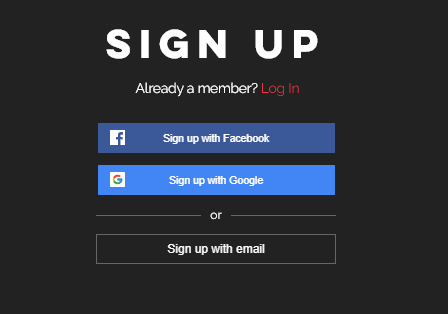 SIGN UP
Already a member? Log In
Sign up with Facebook
Sign up with Google
or
Sign up with email